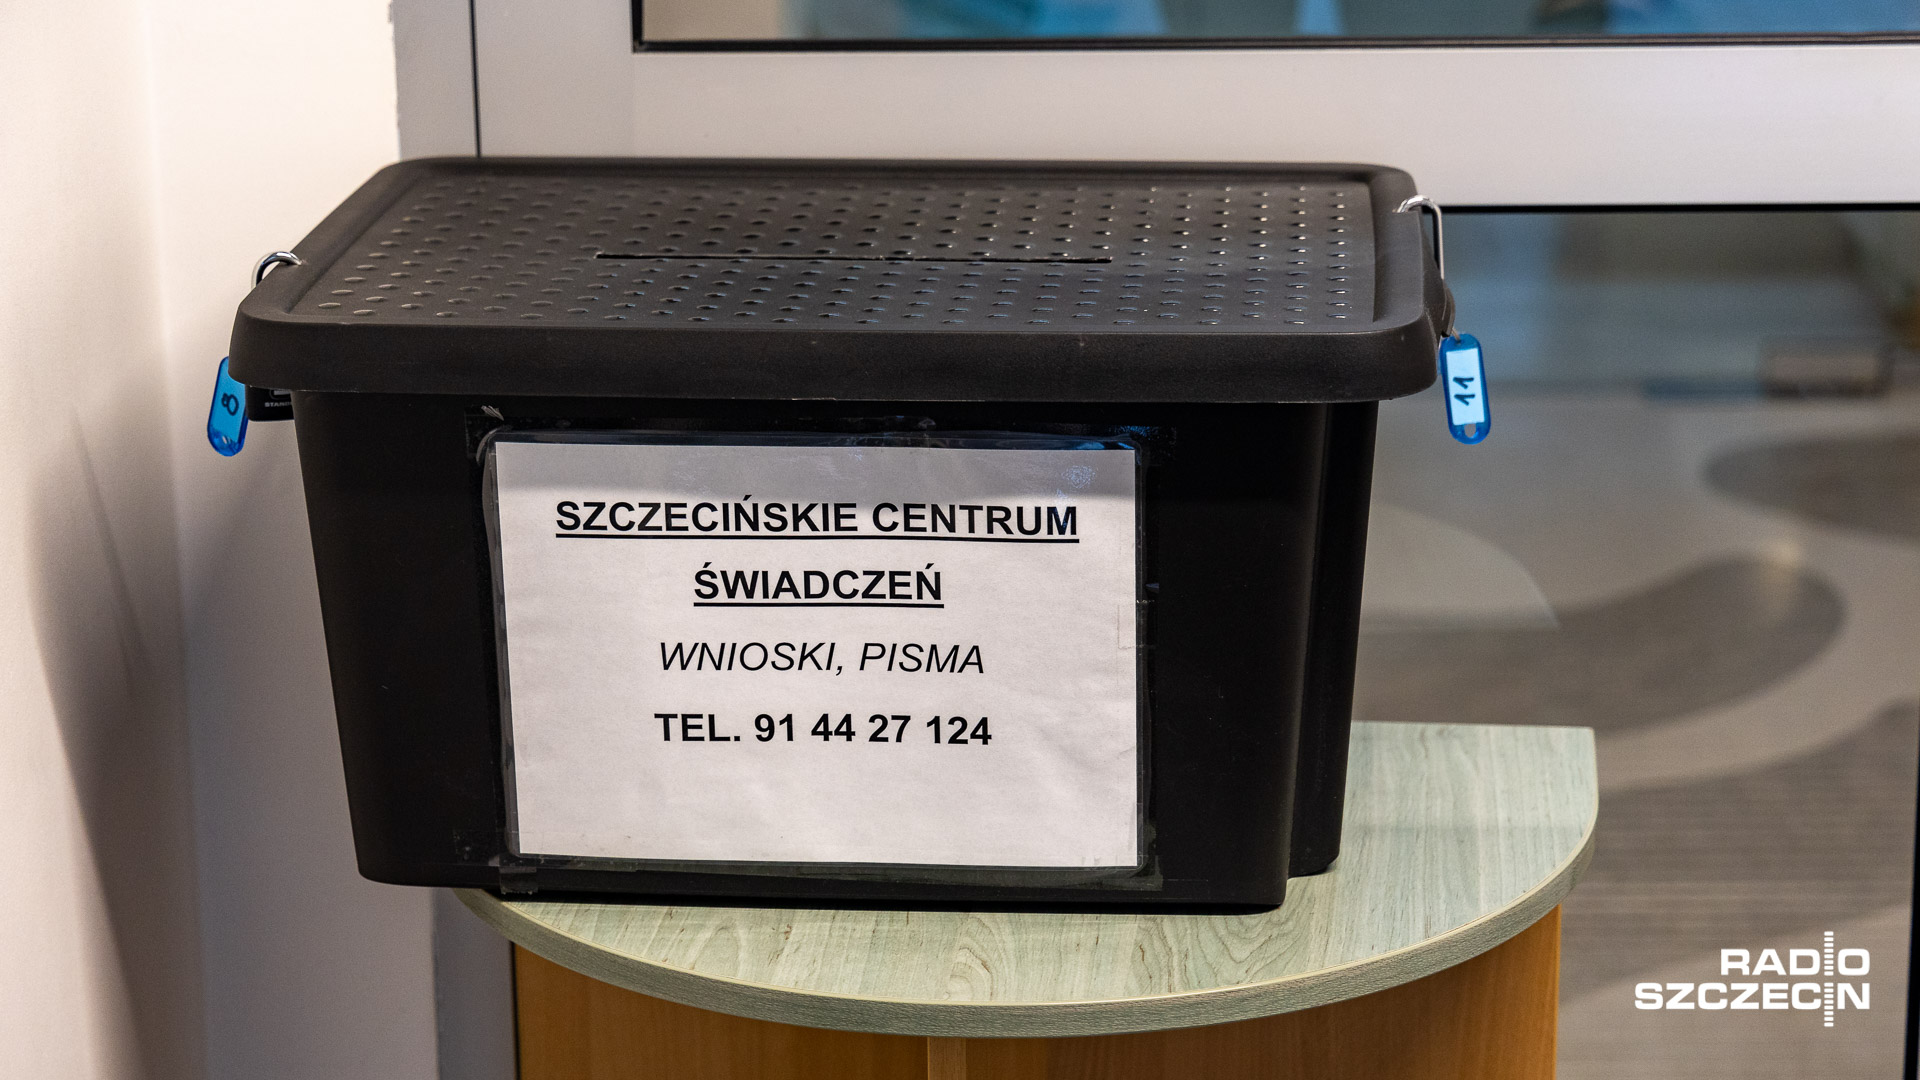 SZCZECIŃSKIE CENTRUM
ŚWIADCZEŃ
WNIOSKI, PISMA
TEL. 91 44 27 124
8
11
RADIO
SZCZECIN